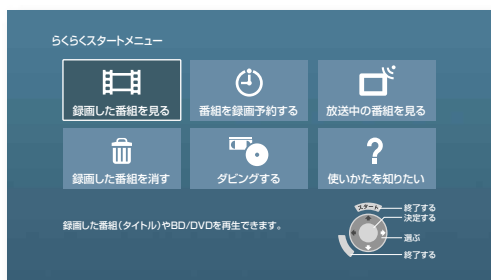 らくらくスタートメニュー
録画した番組を見る
番組を録画予約する
放送中の番組を見る
録画した番組を消す
ダビングする
?
使いかたを知りたい
録画した番組(タイトル)やBD/DVDを再生できます。
スタート
終了する
決定する
選ぶ
終了する